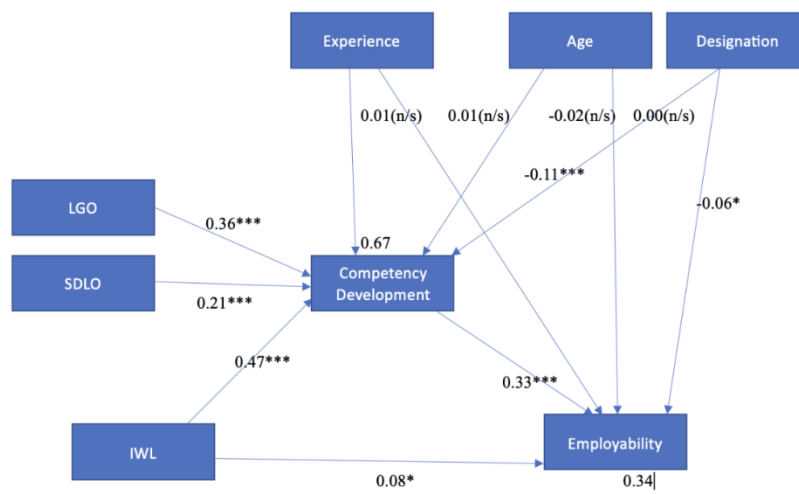 Experience
Age
Designation
0.01(n/s)
0.01(n/s)
-0.02(n/s)
0.00(n/s)
-0.11***
-0.06*
LGO
0.36***
0.67
SDLO
0.21***
Competency
Development
0.47***
0.33***
IWL
Employability
0.08*
0.34